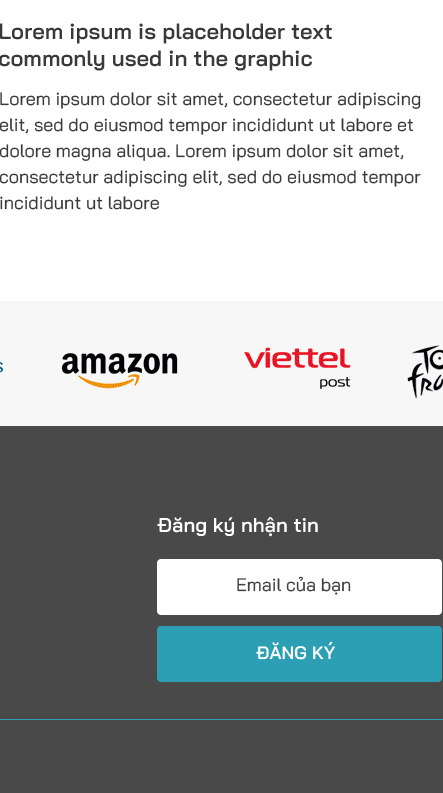 Lorem ipsum is placeholder text
commonly used in the graphic
Lorem ipsum dolor sit amet, consectetur adipiscing
elit, sed do eiusmod tempor incididunt ut labore et
dolore magna aliqua. Lorem ipsum dolor sit amet,
consectetur adipiscing elit, sed do eiusmod tempor
incididunt ut labore
s
amazon
viettel
post
Đăng ký nhận tin
Email của bạn
ĐĂNG KÝ